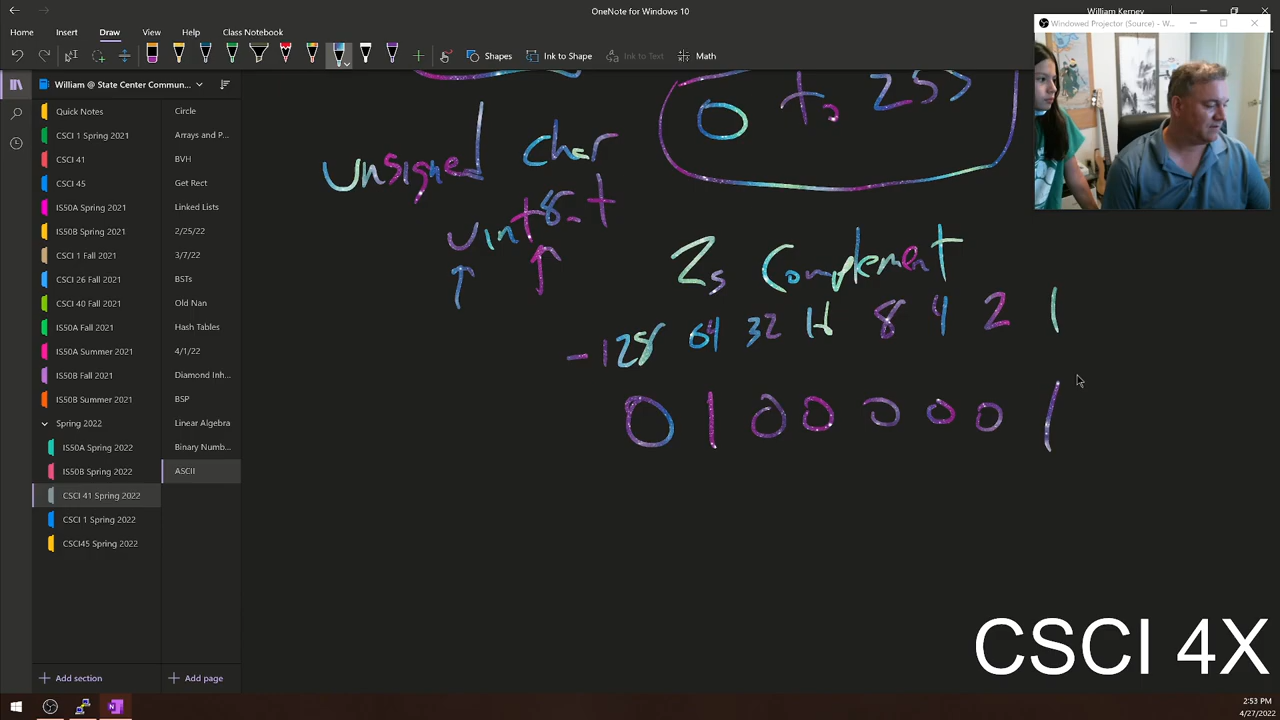 OneNote for Windows 10
William Kerney
Home Insert Draw View Help Class Notebook
Shapes Ink to Shape Ink to Text Math
Windowed Projector (Source) - W...
William @ State Center Commun...
Quick Notes
CSCI 1 Spring 2021
CSCI 41
CSCI 45
IS50A Spring 2021
IS50B Spring 2021
CSCI 1 Fall 2021
CSCI 26 Fall 2021
CSCI 40 Fall 2021
IS50A Fall 2021
IS50A Summer 2021
IS50B Fall 2021
IS50B Summer 2021
Spring 2022
IS50A Spring 2022
IS50B Spring 2022
CSCI 41 Spring 2022
CSCI 1 Spring 2022
CSCI45 Spring 2022
Add section
Circle
Arrays and P...
BVH
Get Rect
Linked Lists
2/25/22
3/7/22
BSTs
Old Nan
Hash Tables
4/1/22
Diamond Inh...
BSP
Linear Algebra
Binary Numb...
ASCII
Add page
0 to 255
unsigned char
uint8_t
2s Complement
-128 64 32 16 8 4 2 1
0 1 0 0 0 0 0 1
CSCI 4X
2:53 PM
4/27/2022